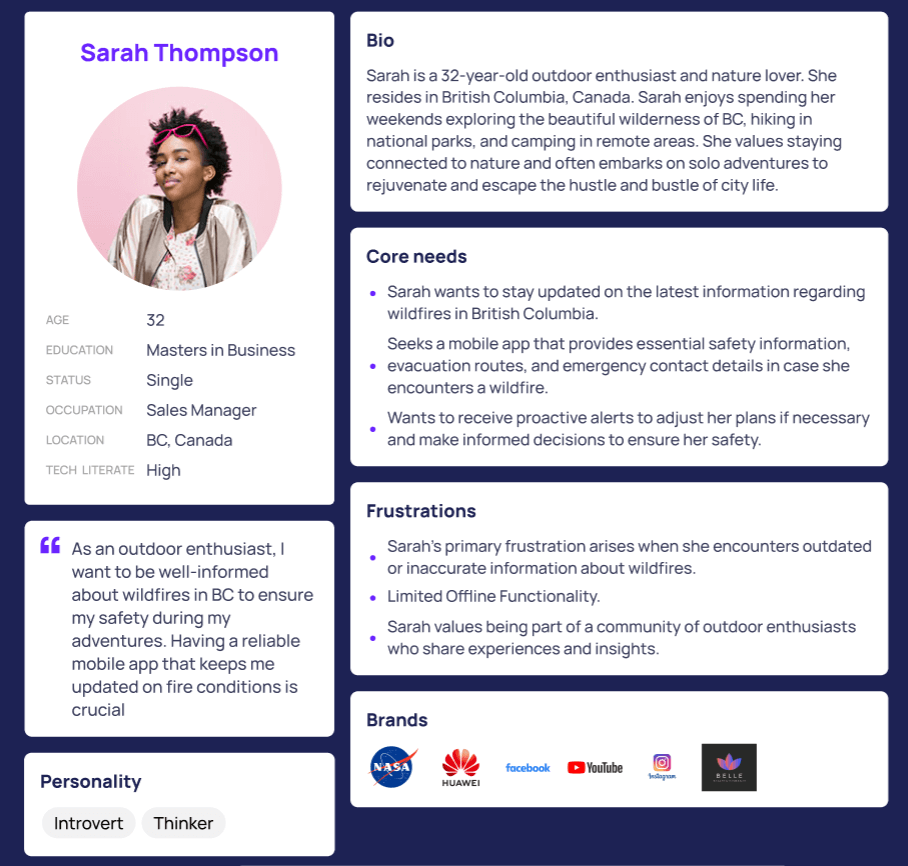 Sarah Thompson
AGE 32
EDUCATION Masters in Business
STATUS Single
OCCUPATION Sales Manager
LOCATION BC, Canada
TECH LITERATE High
“ As an outdoor enthusiast, I
want to be well-informed
about wildfires in BC to ensure
my safety during my
adventures. Having a reliable
mobile app that keeps me
updated on fire conditions is
crucial
Personality
Introvert Thinker
Bio
Sarah is a 32-year-old outdoor enthusiast and nature lover. She
resides in British Columbia, Canada. Sarah enjoys spending her
weekends exploring the beautiful wilderness of BC, hiking in
national parks, and camping in remote areas. She values staying
connected to nature and often embarks on solo adventures to
rejuvenate and escape the hustle and bustle of city life.
Core needs
• Sarah wants to stay updated on the latest information regarding
wildfires in British Columbia.
• Seeks a mobile app that provides essential safety information,
evacuation routes, and emergency contact details in case she
encounters a wildfire.
• Wants to receive proactive alerts to adjust her plans if necessary
and make informed decisions to ensure her safety.
Frustrations
• Sarah's primary frustration arises when she encounters outdated
or inaccurate information about wildfires.
• Limited Offline Functionality.
• Sarah values being part of a community of outdoor enthusiasts
who share experiences and insights.
Brands
NASA
HUAWEI
facebook
YouTube
Instagram
BELLE